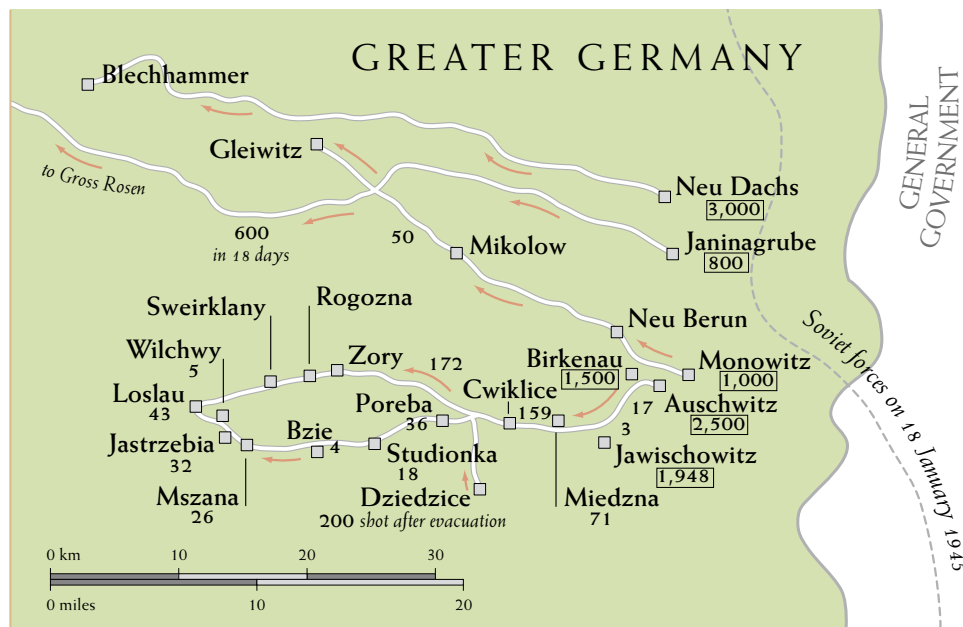 GREATER GERMANY
Blechhammer
GENERAL
GOVERNMENT
Gleiwitz
to Gross Rosen
Neu Dachs
3,000
600
in 18 days
50
Mikolow
Janinagrube
800
Sweirklany
Rogozna
Neu Berun
Soviet forces on 18 January 1945
Wilchwy
5
Zory
172
Birkenau
1,500
Monowitz
1,000
Loslau
43
Cwiklice
159
17
Auschwitz
2,500
Poreba
36
3
Jastrzebia
32
Bzie
4
Studionka
18
Jawischowitz
1,948
Mszana
26
Dziedzice
200 shot after evacuation
Miedzna
71
0 km
10
20
30
0 miles
10
20